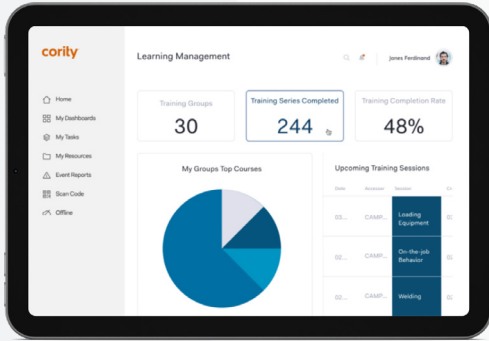 cority
Learning Management
Jones Ferdinand
Home
My Dashboards
My Tasks
My Resources
Event Reports
Scan Code
Offline
Training Groups
30
Training Series Completed
244
Training Completion Rate
48%
My Groups Top Courses
Upcoming Training Sessions
Date
Session
03...
CAMP...
Loading
Equipment
02...
CAMP...
On-the-job
Behavior
02...
CAMP...
Welding